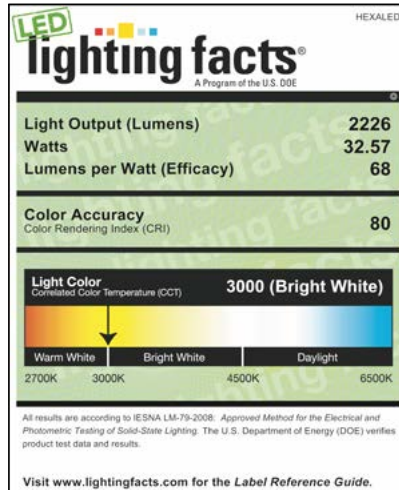 HEXALED
LED
lighting facts®
A Program of the U.S. DOE
Light Output (Lumens) 2226
Watts 32.57
Lumens per Watt (Efficacy) 68
Color Accuracy
Color Rendering Index (CRI) 80
Light Color
Correlated Color Temperature (CCT) 3000 (Bright White)
Warm White Bright White Daylight
2700K 3000K 4500K 6500K
All results are according to IESNA LM-79-2008: Approved Method for the Electrical and
Photometric Testing of Solid-State Lighting. The U.S. Department of Energy (DOE) verifies
product test data and results.
Visit www.lightingfacts.com for the Label Reference Guide.